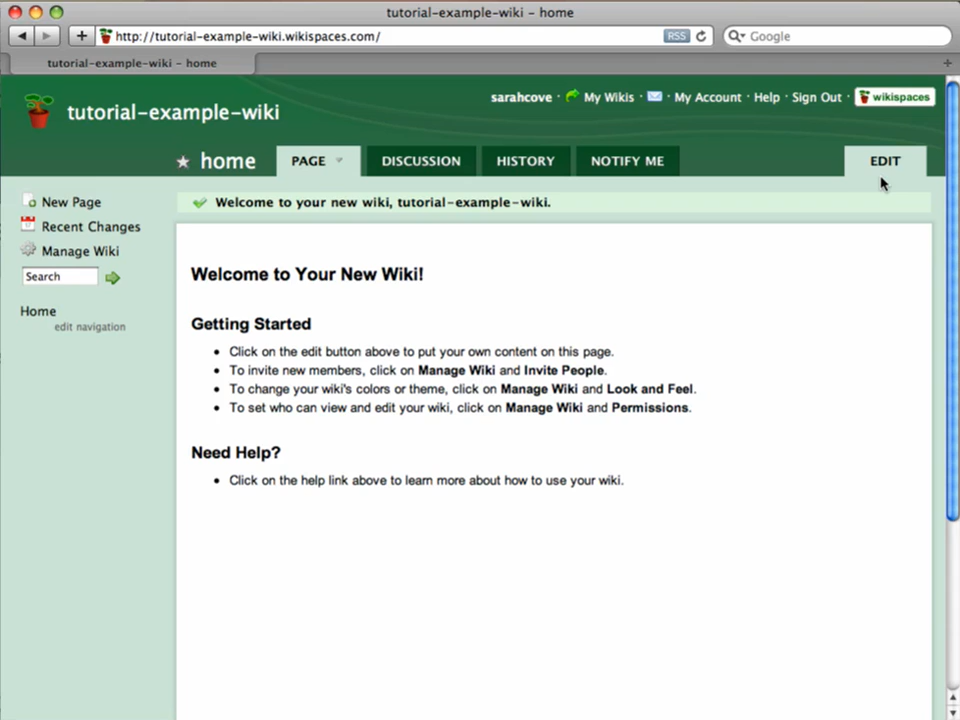 tutorial-example-wiki – home
http://tutorial-example-wiki.wikispaces.com/ RSS Google
tutorial-example-wiki – home
sarahcove · My Wikis · · My Account · Help · Sign Out · wikispaces
tutorial-example-wiki
home PAGE DISCUSSION HISTORY NOTIFY ME EDIT
New Page
Recent Changes
Manage Wiki
Search
Home
edit navigation
Welcome to your new wiki, tutorial-example-wiki.
Welcome to Your New Wiki!
Getting Started
• Click on the edit button above to put your own content on this page.
• To invite new members, click on Manage Wiki and Invite People.
• To change your wiki's colors or theme, click on Manage Wiki and Look and Feel.
• To set who can view and edit your wiki, click on Manage Wiki and Permissions.
Need Help?
• Click on the help link above to learn more about how to use your wiki.